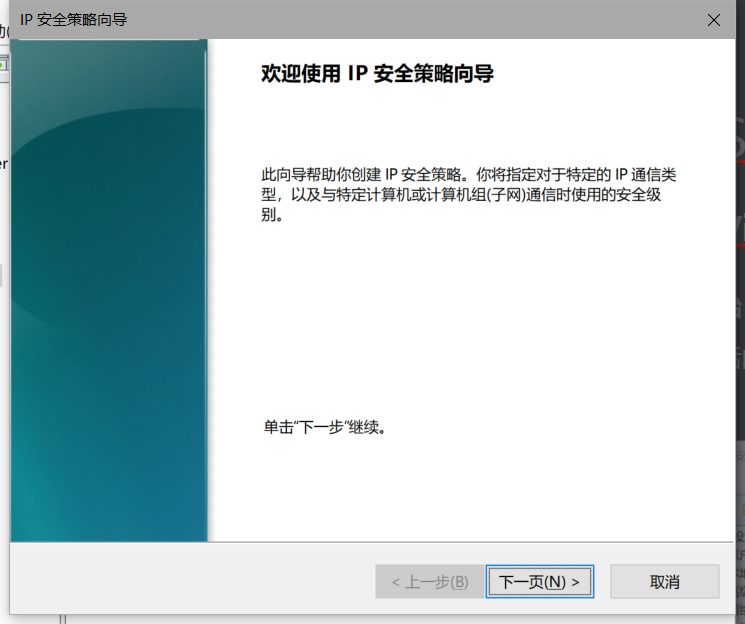 IP 安全策略向导
欢迎使用 IP 安全策略向导
此向导帮助你创建 IP 安全策略。你将指定对于特定的 IP 通信类
型，以及与特定计算机或计算机组(子网)通信时使用的安全级
别。
单击“下一步”继续。
< 上一步(B)
下一页(N) >
取消